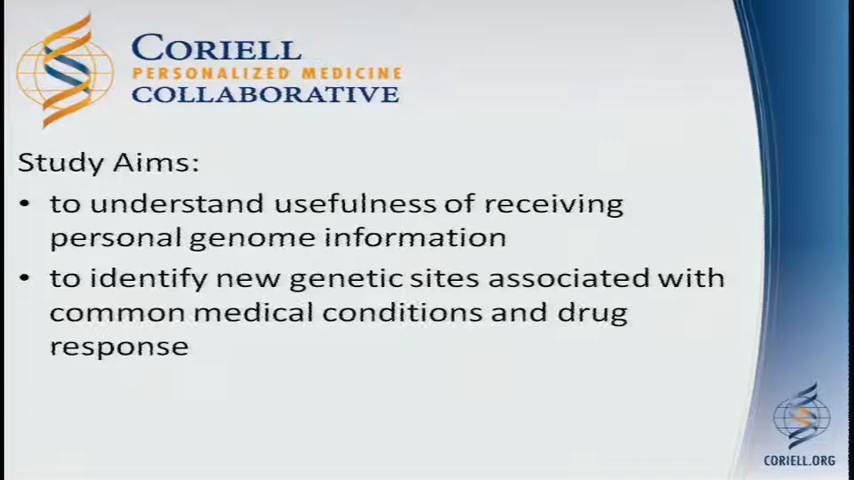 CORIELL
PERSONALIZED MEDICINE
COLLABORATIVE
Study Aims:
• to understand usefulness of receiving
personal genome information
• to identify new genetic sites associated with
common medical conditions and drug
response
CORIELL.ORG